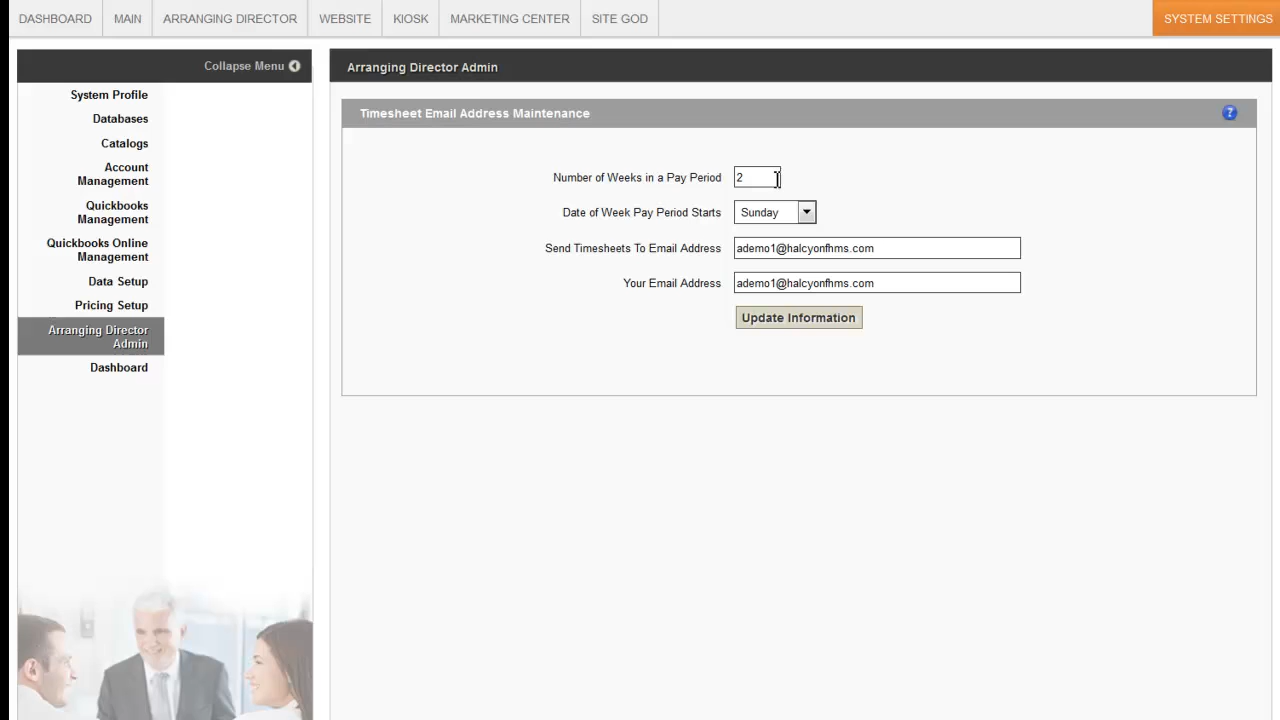 DASHBOARD MAIN ARRANGING DIRECTOR WEBSITE KIOSK MARKETING CENTER SITE GOD SYSTEM SETTINGS
Collapse Menu
System Profile
Databases
Catalogs
Account
Management
Quickbooks
Management
Quickbooks Online
Management
Data Setup
Pricing Setup
Arranging Director
Admin
Dashboard
Arranging Director Admin
Timesheet Email Address Maintenance ?
Number of Weeks in a Pay Period 2
Date of Week Pay Period Starts Sunday
Send Timesheets To Email Address ademo1@halcyonfhms.com
Your Email Address ademo1@halcyonfhms.com
Update Information